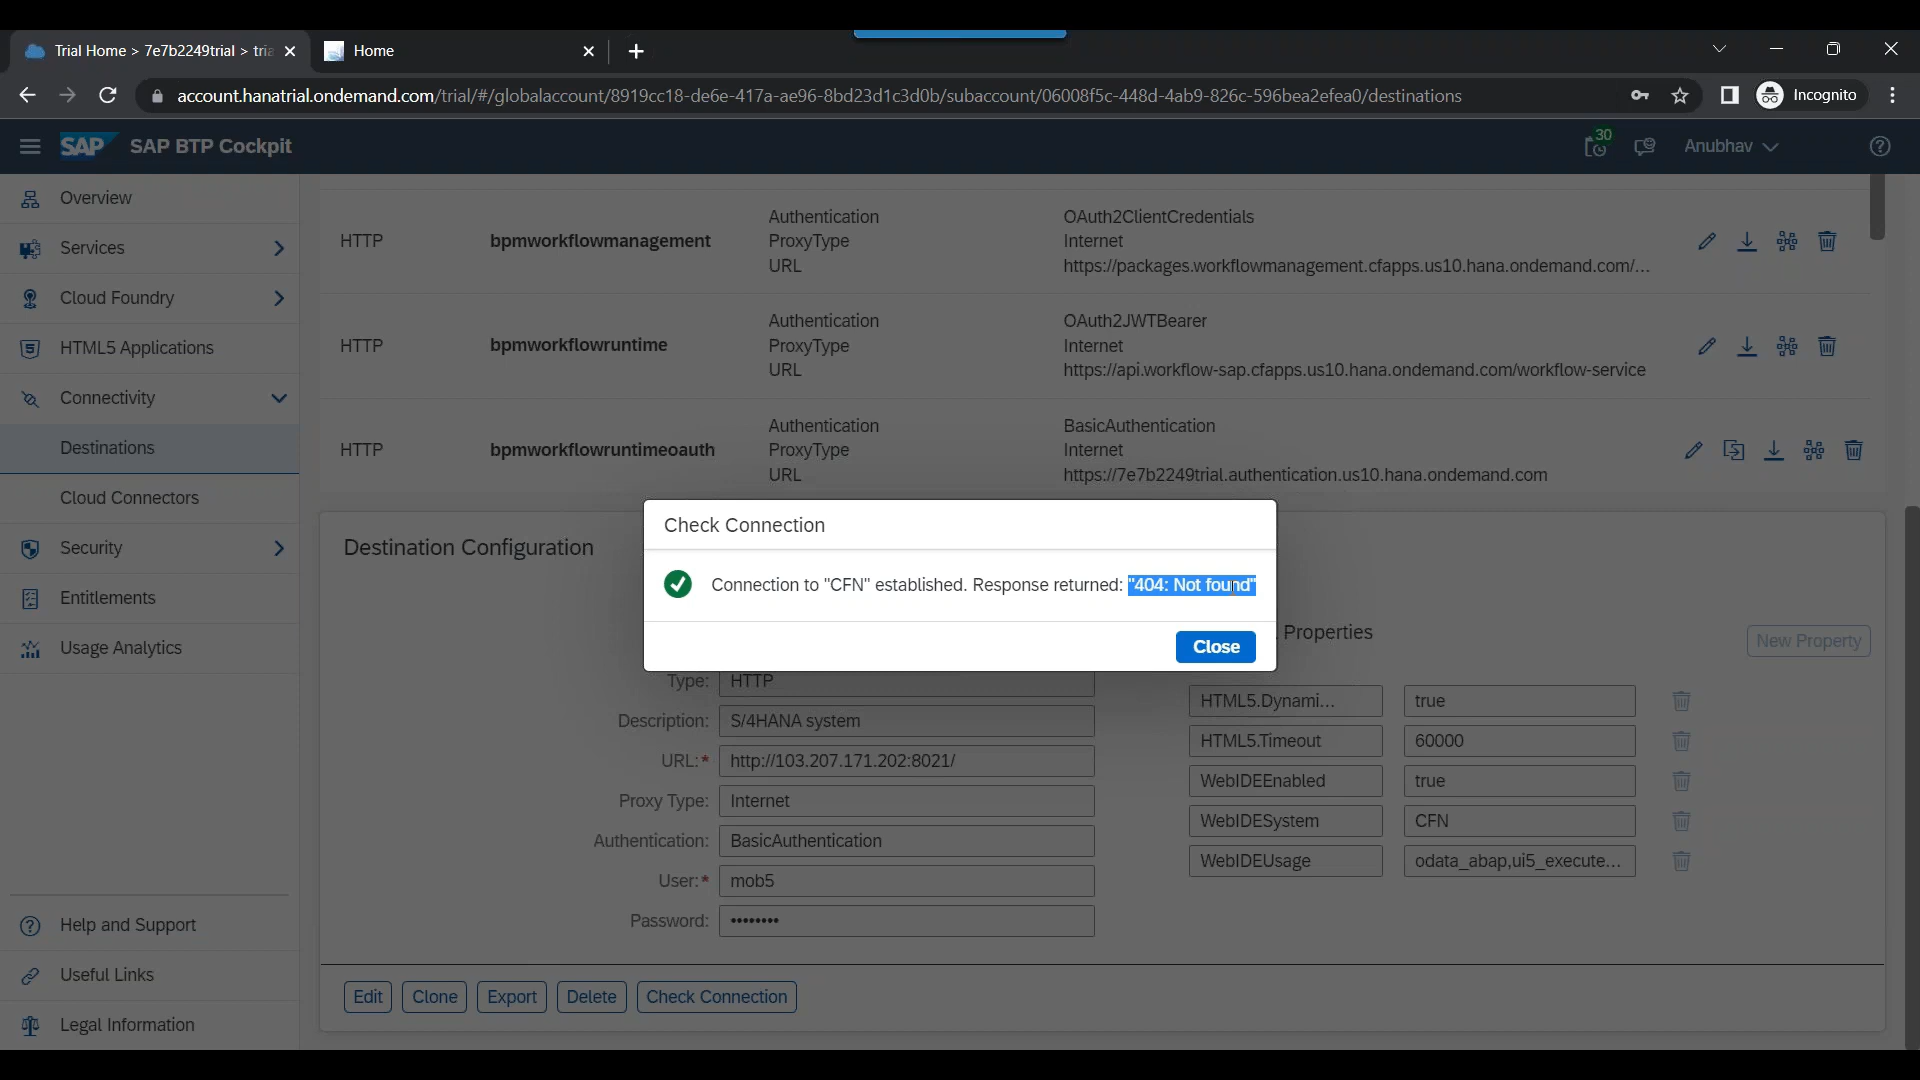 Trial Home > 7e7b2249trial > tria
Home
account.hanatrial.ondemand.com/trial/#/globalaccount/8919cc18-de6e-417a-ae96-8bd23d1c3d0b/subaccount/06008f5c-448d-4ab9-826c-596bea2efea0/destinations
Incognito
SAP SAP BTP Cockpit
30
Anubhav
Overview
Services
Cloud Foundry
HTML5 Applications
Connectivity
Destinations
Cloud Connectors
Security
Entitlements
Usage Analytics
Help and Support
Useful Links
Legal Information
HTTP bpmworkflowmanagement
Authentication OAuth2ClientCredentials
ProxyType Internet
URL https://packages.workflowmanagement.cfapps.us10.hana.ondemand.com/...
HTTP bpmworkflowruntime
Authentication OAuth2JWTBearer
ProxyType Internet
URL https://api.workflow-sap.cfapps.us10.hana.ondemand.com/workflow-service
HTTP bpmworkflowruntimeoauth
Authentication BasicAuthentication
ProxyType Internet
URL https://7e7b2249trial.authentication.us10.hana.ondemand.com
Destination Configuration
Check Connection
Connection to "CFN" established. Response returned: "404: Not found"
Close
Properties
New Property
Type: HTTP
Description: S/4HANA system
URL:* http://103.207.171.202:8021/
Proxy Type: Internet
Authentication: BasicAuthentication
User:* mob5
Password: ••••••••
HTML5.Dynami... true
HTML5.Timeout 60000
WebIDEEnabled true
WebIDESystem CFN
WebIDEUsage odata_abap,ui5_execute...
Edit Clone Export Delete Check Connection